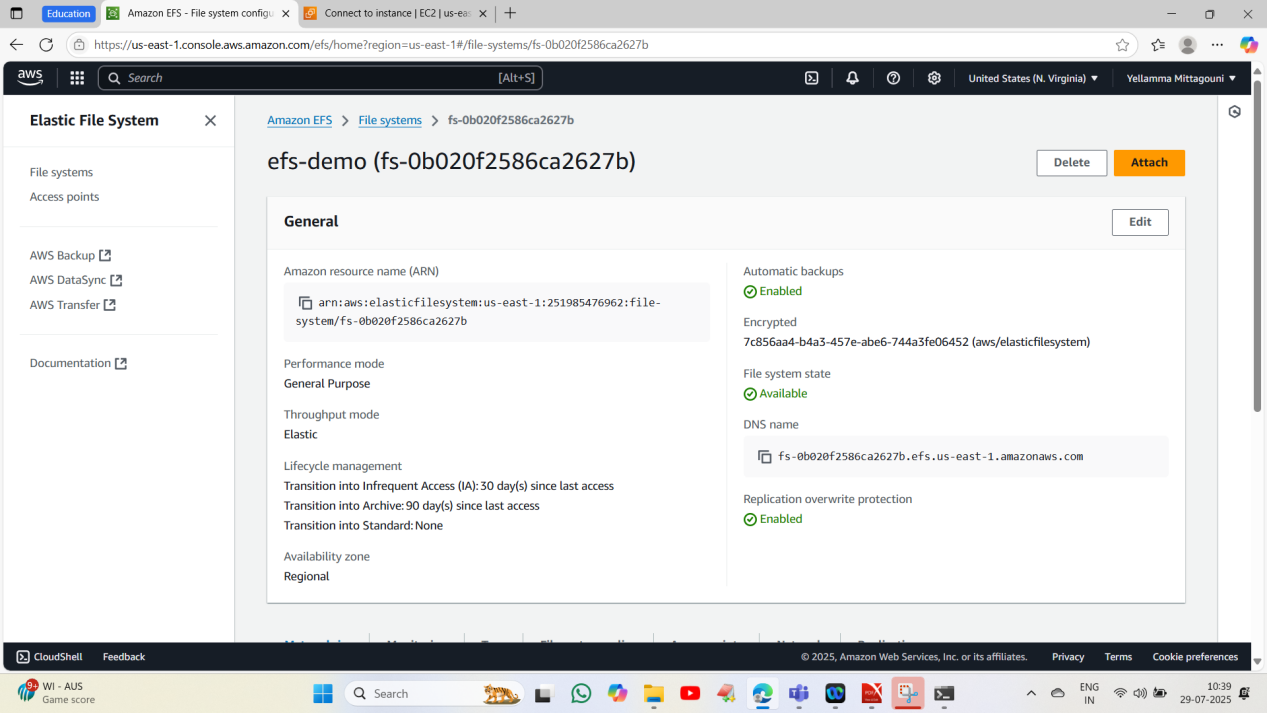 Education
Amazon EFS - File system configu
Connect to instance | EC2 | us-eas
https://us-east-1.console.aws.amazon.com/efs/home?region=us-east-1#/file-systems/fs-0b020f2586ca2627b
aws
Search
[Alt+S]
United States (N. Virginia)
Yellamma Mittagouni
Elastic File System
File systems
Access points
AWS Backup
AWS DataSync
AWS Transfer
Documentation
Amazon EFS
File systems
fs-0b020f2586ca2627b
efs-demo (fs-0b020f2586ca2627b)
Delete
Attach
General
Edit
Amazon resource name (ARN)
arn:aws:elasticfilesystem:us-east-1:251985476962:file-
system/fs-0b020f2586ca2627b
Performance mode
General Purpose
Throughput mode
Elastic
Lifecycle management
Transition into Infrequent Access (IA): 30 day(s) since last access
Transition into Archive: 90 day(s) since last access
Transition into Standard: None
Availability zone
Regional
Automatic backups
Enabled
Encrypted
7c856aa4-b4a3-457e-abe6-744a3fe06452 (aws/elasticfilesystem)
File system state
Available
DNS name
fs-0b020f2586ca2627b.efs.us-east-1.amazonaws.com
Replication overwrite protection
Enabled
CloudShell
Feedback
© 2025, Amazon Web Services, Inc. or its affiliates.
Privacy
Terms
Cookie preferences
9+
WI - AUS
Game score
Search
ENG
IN
10:39
29-07-2025